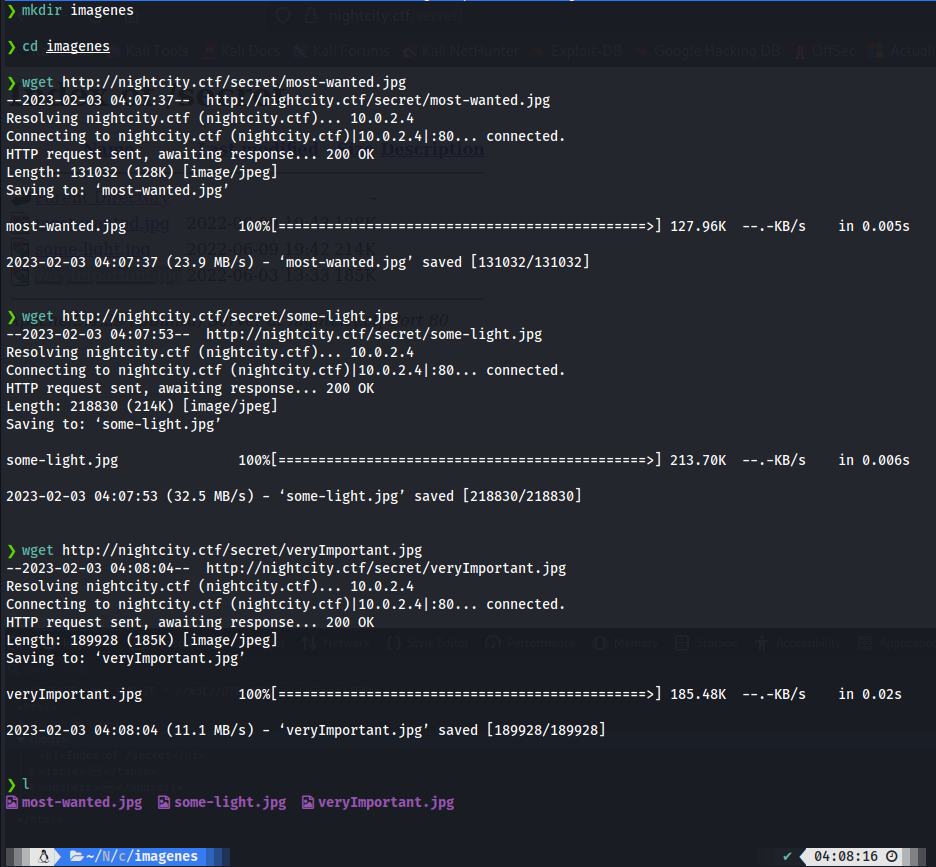 ❯ mkdir imagenes
❯ cd imagenes
❯ wget http://nightcity.ctf/secret/most-wanted.jpg
--2023-02-03 04:07:37--  http://nightcity.ctf/secret/most-wanted.jpg
Resolving nightcity.ctf (nightcity.ctf)... 10.0.2.4
Connecting to nightcity.ctf (nightcity.ctf)|10.0.2.4|:80... connected.
HTTP request sent, awaiting response... 200 OK
Length: 131032 (128K) [image/jpeg]
Saving to: ‘most-wanted.jpg’
most-wanted.jpg 100%[==============================================>] 127.96K --.-KB/s in 0.005s
2023-02-03 04:07:37 (23.9 MB/s) - ‘most-wanted.jpg’ saved [131032/131032]
❯ wget http://nightcity.ctf/secret/some-light.jpg
--2023-02-03 04:07:53--  http://nightcity.ctf/secret/some-light.jpg
Resolving nightcity.ctf (nightcity.ctf)... 10.0.2.4
Connecting to nightcity.ctf (nightcity.ctf)|10.0.2.4|:80... connected.
HTTP request sent, awaiting response... 200 OK
Length: 218830 (214K) [image/jpeg]
Saving to: ‘some-light.jpg’
some-light.jpg 100%[==============================================>] 213.70K --.-KB/s in 0.006s
2023-02-03 04:07:53 (32.5 MB/s) - ‘some-light.jpg’ saved [218830/218830]
❯ wget http://nightcity.ctf/secret/veryImportant.jpg
--2023-02-03 04:08:04--  http://nightcity.ctf/secret/veryImportant.jpg
Resolving nightcity.ctf (nightcity.ctf)... 10.0.2.4
Connecting to nightcity.ctf (nightcity.ctf)|10.0.2.4|:80... connected.
HTTP request sent, awaiting response... 200 OK
Length: 189928 (185K) [image/jpeg]
Saving to: ‘veryImportant.jpg’
veryImportant.jpg 100%[==============================================>] 185.48K --.-KB/s in 0.02s
2023-02-03 04:08:04 (11.1 MB/s) - ‘veryImportant.jpg’ saved [189928/189928]
❯ l
most-wanted.jpg some-light.jpg veryImportant.jpg
~/N/c/imagenes ✔ 04:08:16